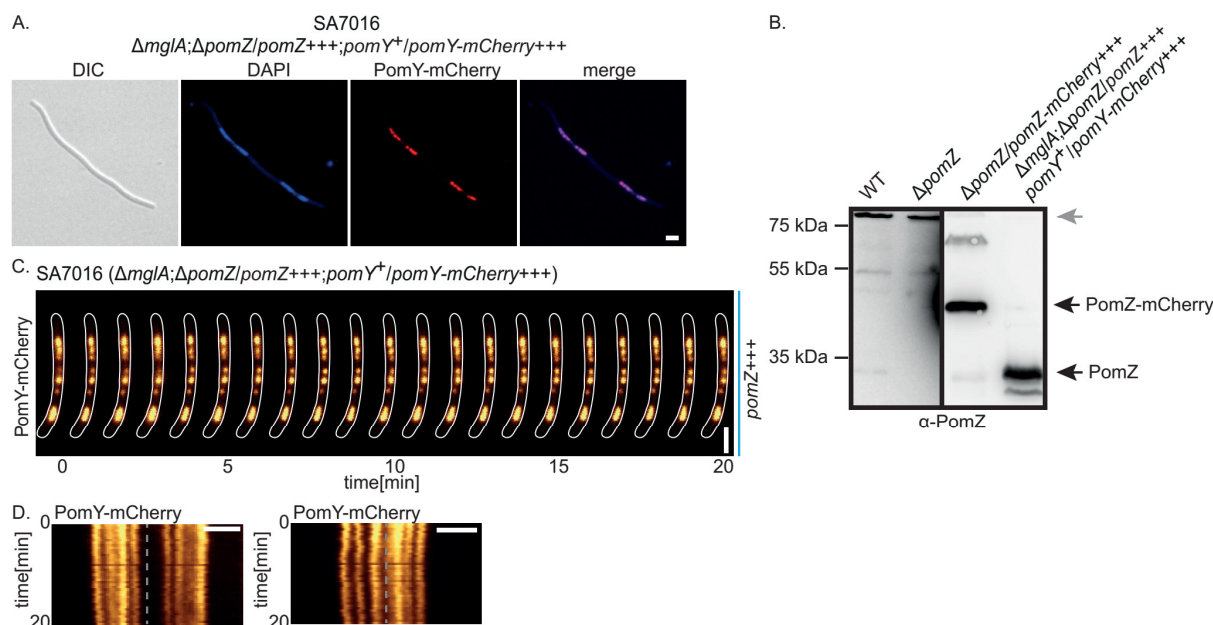 A.
SA7016
ΔmglA;ΔpomZ/pomZ+++;pomY+/pomY-mCherry+++
DIC DAPI PomY-mCherry merge
B.
WT
ΔpomZ
ΔpomZ/pomZ-mCherry+++
ΔmglA;ΔpomZ/pomZ+++
pomY+/pomY-mCherry+++
75 kDa
55 kDa
35 kDa
PomZ-mCherry
PomZ
α-PomZ
C. SA7016 (ΔmglA;ΔpomZ/pomZ+++;pomY+/pomY-mCherry+++)
PomY-mCherry
pomZ+++
0 5 10 15 20
time[min]
D.
PomY-mCherry
0
time[min]
20
PomY-mCherry
0
time[min]
20